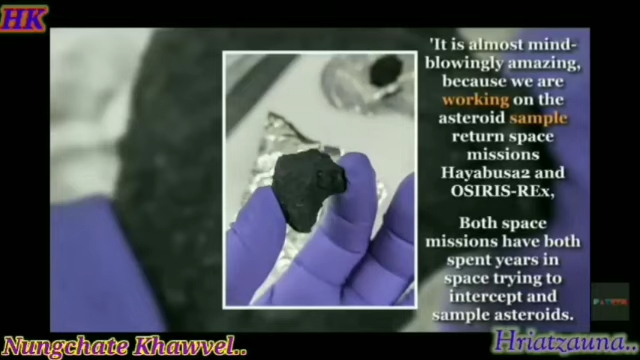 HK
'It is almost mind-
blowingly amazing,
because we are
working on the
asteroid sample
return space
missions
Hayabusa2 and
OSIRIS-REx,
Both space
missions have both
spent years in
space trying to
intercept and
sample asteroids.
Nungchate Khawvel..
Hriatzauna..